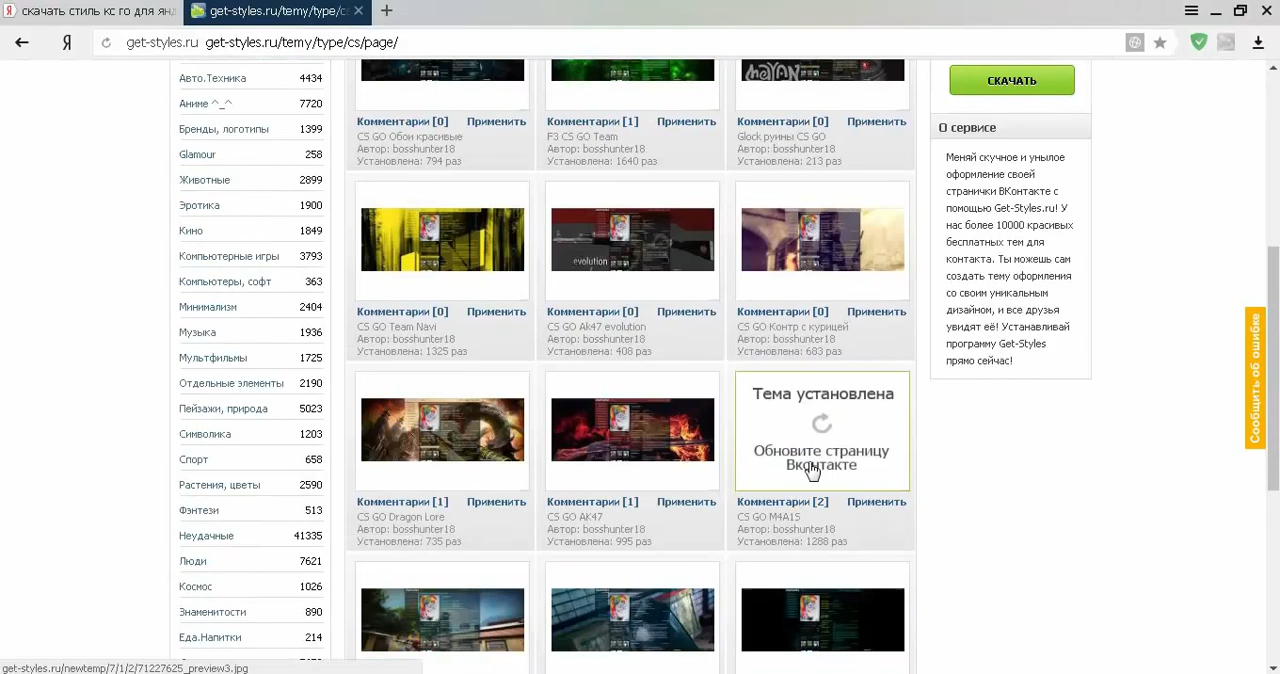 скачать стиль кс го для янд
get-styles.ru/temy/type/cs
get-styles.ru get-styles.ru/temy/type/cs/page/
Авто.Техника 4434
Аниме ^_^ 7720
Бренды, логотипы 1399
Glamour 258
Животные 2899
Эротика 1900
Кино 1809
Компьютерные игры 3793
Компьютеры, софт 363
Минимализм 2404
Музыка 1936
Мультфильмы 1725
Отдельные элементы 2190
Пейзажи, природа 5023
Символика 1203
Спорт 658
Растения, цветы 2590
Фэнтези 513
Неудачные 41335
Люди 7621
Космос 1026
Знаменитости 890
Еда.Напитки 214
Комментарии [0] Применить
CS GO Обои красивые
Автор: bosshunter18
Установлена: 794 раз
Комментарии [1] Применить
F3 CS GO Team
Автор: bosshunter18
Установлена: 1640 раз
Комментарии [0] Применить
Glock руины CS GO
Автор: bosshunter18
Установлена: 213 раз
Комментарии [0] Применить
CS GO Team Navi
Автор: bosshunter18
Установлена: 1325 раз
evolution
Комментарии [0] Применить
CS GO Ak47 evolution
Автор: bosshunter18
Установлена: 408 раз
Комментарии [0] Применить
CS GO Контр с курицей
Автор: bosshunter18
Установлена: 683 раз
Комментарии [1] Применить
CS GO Dragon Lore
Автор: bosshunter18
Установлена: 735 раз
Комментарии [1] Применить
CS GO AK47
Автор: bosshunter18
Установлена: 995 раз
Тема установлена
Обновите страницу
Вконтакте
Комментарии [2] Применить
CS GO M4A1S
Автор: bosshunter18
Установлена: 1288 раз
СКАЧАТЬ
О сервисе
Меняй скучное и унылое
оформление своей
странички ВКонтакте с
помощью Get-Styles.ru! У
нас более 10000 красивых
бесплатных тем для
контакта. Ты можешь сам
создать тему оформления
со своим уникальным
дизайном, и все друзья
увидят её! Устанавливай
программу Get-Styles
прямо сейчас!
Сообщить об ошибке
get-styles.ru/newtemp/7/1/2/71227625_preview3.jpg